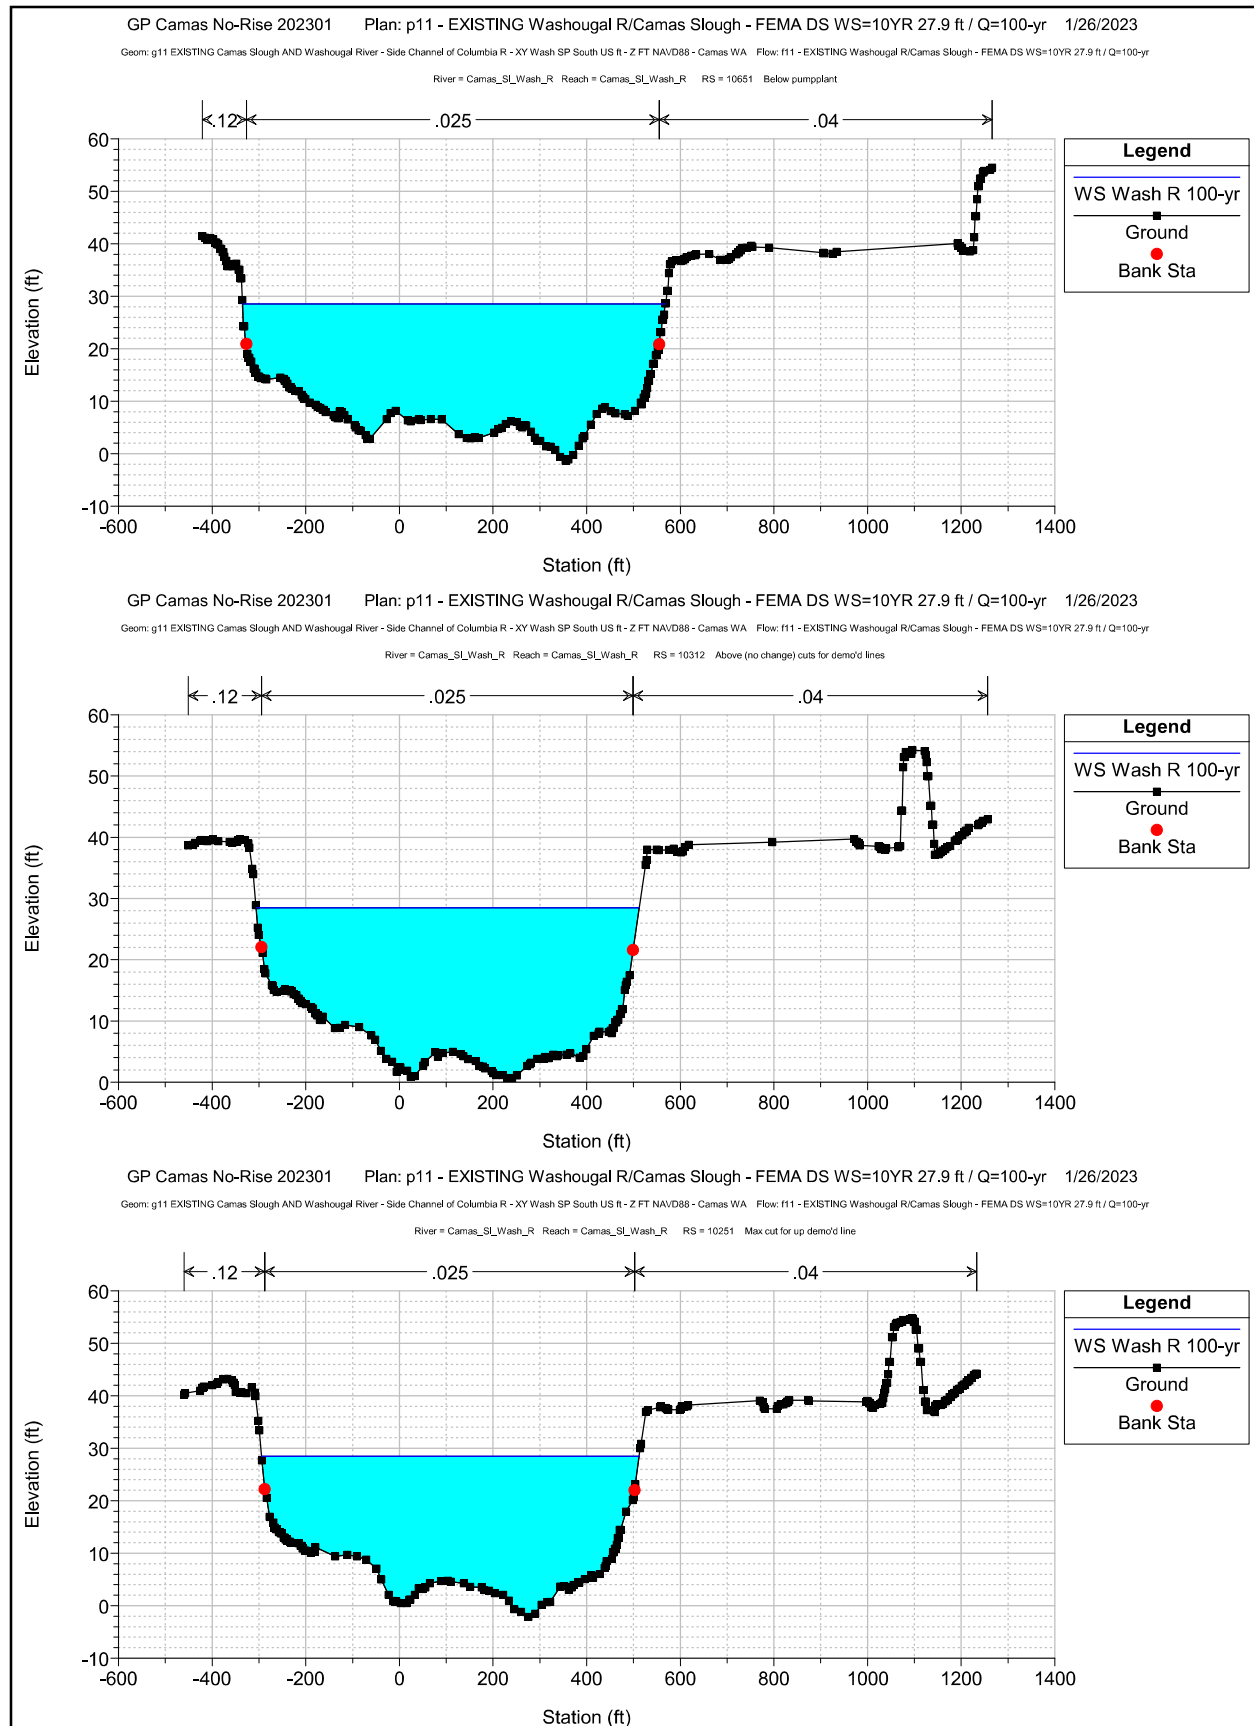 GP Camas No-Rise 202301 Plan: p11 - EXISTING Washougal R/Camas Slough - FEMA DS WS=10YR 27.9 ft / Q=100-yr 1/26/2023
Geom: g11 EXISTING Camas Slough AND Washougal River - Side Channel of Columbia R - XY Wash SP South US ft - Z FT NAVD88 - Camas WA Flow: f11 - EXISTING Washougal R/Camas Slough - FEMA DS WS=10YR 27.9 ft / Q=100-yr
River = Camas_Sl_Wash_R Reach = Camas_Sl_Wash_R RS = 10651 Below pumpplant
.12 .025 .04
60
50
40
30
20
10
0
-10
Elevation (ft)
-600 -400 -200 0 200 400 600 800 1000 1200 1400
Station (ft)
Legend
WS Wash R 100-yr
Ground
Bank Sta
GP Camas No-Rise 202301 Plan: p11 - EXISTING Washougal R/Camas Slough - FEMA DS WS=10YR 27.9 ft / Q=100-yr 1/26/2023
Geom: g11 EXISTING Camas Slough AND Washougal River - Side Channel of Columbia R - XY Wash SP South US ft - Z FT NAVD88 - Camas WA Flow: f11 - EXISTING Washougal R/Camas Slough - FEMA DS WS=10YR 27.9 ft / Q=100-yr
River = Camas_Sl_Wash_R Reach = Camas_Sl_Wash_R RS = 10312 Above (no change) cuts for demo'd lines
.12 .025 .04
60
50
40
30
20
10
0
Elevation (ft)
-600 -400 -200 0 200 400 600 800 1000 1200 1400
Station (ft)
Legend
WS Wash R 100-yr
Ground
Bank Sta
GP Camas No-Rise 202301 Plan: p11 - EXISTING Washougal R/Camas Slough - FEMA DS WS=10YR 27.9 ft / Q=100-yr 1/26/2023
Geom: g11 EXISTING Camas Slough AND Washougal River - Side Channel of Columbia R - XY Wash SP South US ft - Z FT NAVD88 - Camas WA Flow: f11 - EXISTING Washougal R/Camas Slough - FEMA DS WS=10YR 27.9 ft / Q=100-yr
River = Camas_Sl_Wash_R Reach = Camas_Sl_Wash_R RS = 10251 Max cut for up demo'd line
.12 .025 .04
60
50
40
30
20
10
0
-10
Elevation (ft)
-600 -400 -200 0 200 400 600 800 1000 1200 1400
Station (ft)
Legend
WS Wash R 100-yr
Ground
Bank Sta